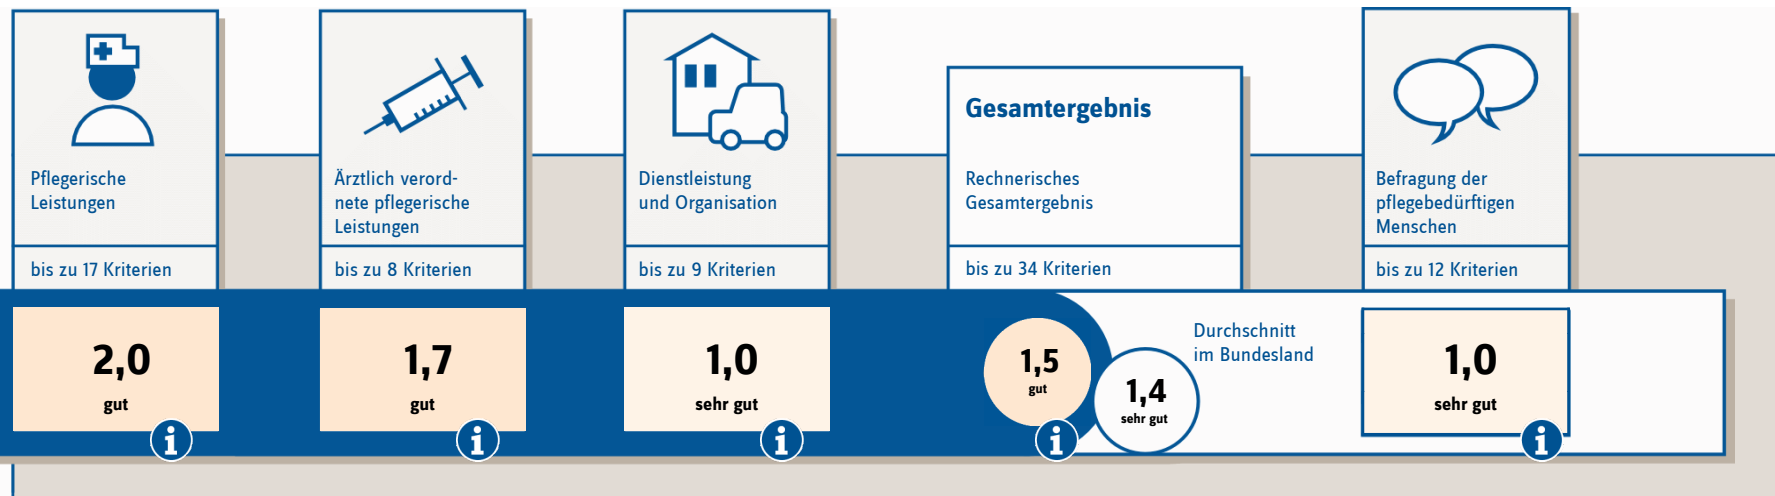 Pflegerische
Leistungen
bis zu 17 Kriterien
2,0
gut
i
Ärztlich verord-
nete pflegerische
Leistungen
bis zu 8 Kriterien
1,7
gut
i
Dienstleistung
und Organisation
bis zu 9 Kriterien
1,0
sehr gut
i
Gesamtergebnis
Rechnerisches
Gesamtergebnis
bis zu 34 Kriterien
1,5
gut
i
1,4
sehr gut
Durchschnitt
im Bundesland
Befragung der
pflegebedürftigen
Menschen
bis zu 12 Kriterien
1,0
sehr gut
i